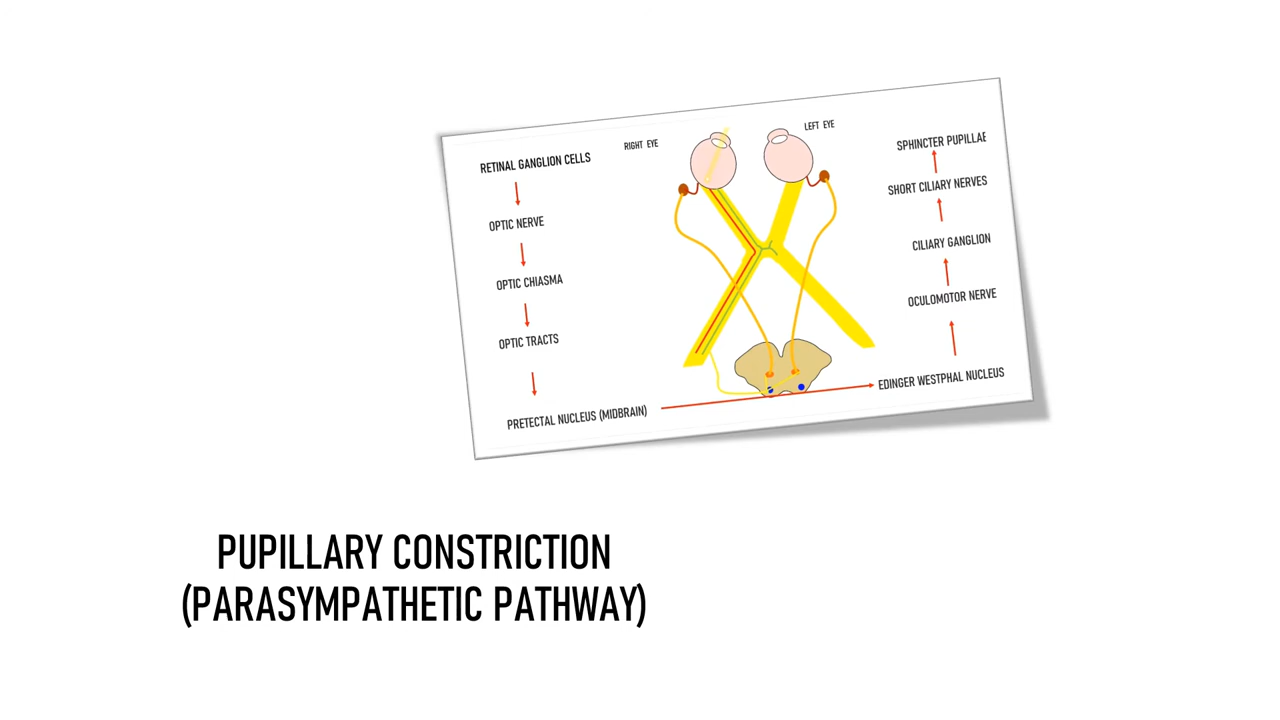 RIGHT EYE
LEFT EYE
RETINAL GANGLION CELLS
OPTIC NERVE
OPTIC CHIASMA
OPTIC TRACTS
PRETECTAL NUCLEUS (MIDBRAIN)
EDINGER WESTPHAL NUCLEUS
OCULOMOTOR NERVE
CILIARY GANGLION
SHORT CILIARY NERVES
SPHINCTER PUPILLAE
PUPILLARY CONSTRICTION
(PARASYMPATHETIC PATHWAY)